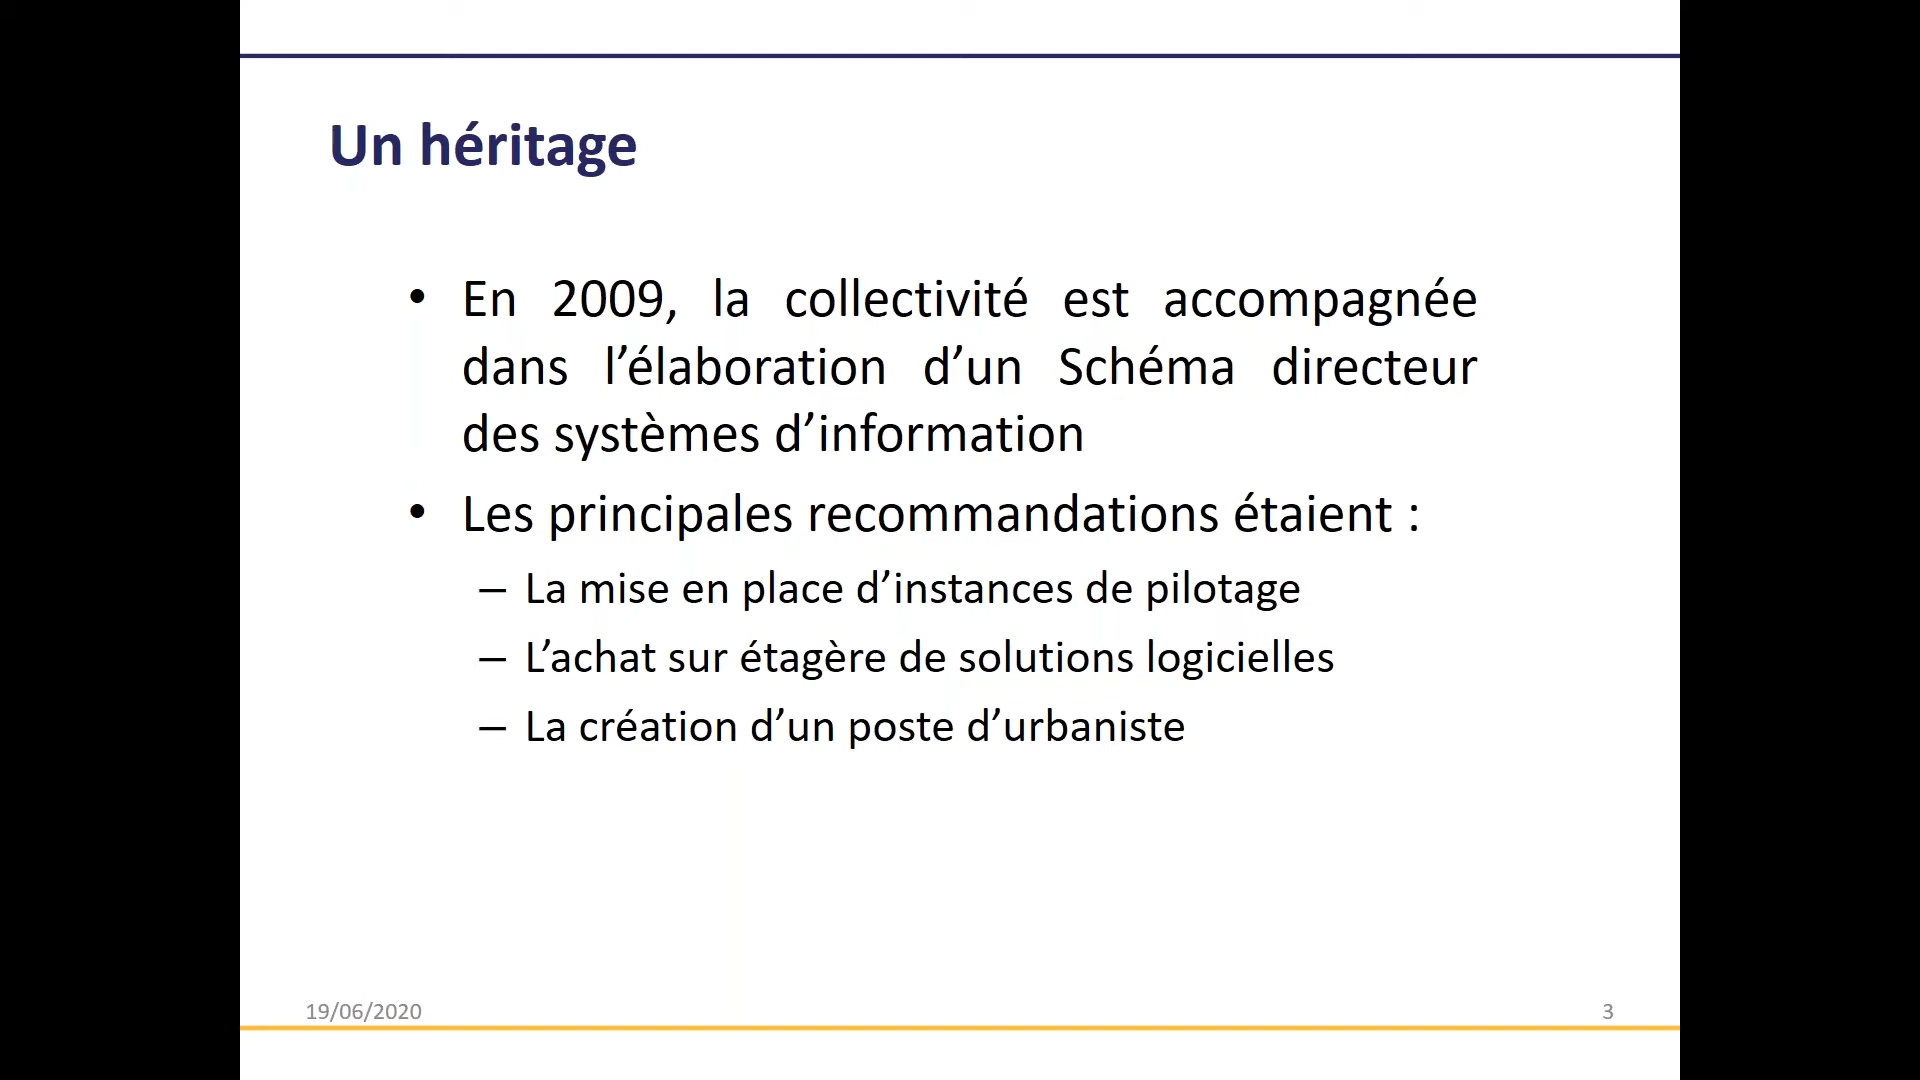 Un héritage
• En 2009, la collectivité est accompagnée
dans l’élaboration d’un Schéma directeur
des systèmes d’information
• Les principales recommandations étaient :
– La mise en place d’instances de pilotage
– L’achat sur étagère de solutions logicielles
– La création d’un poste d’urbaniste
19/06/2020
3